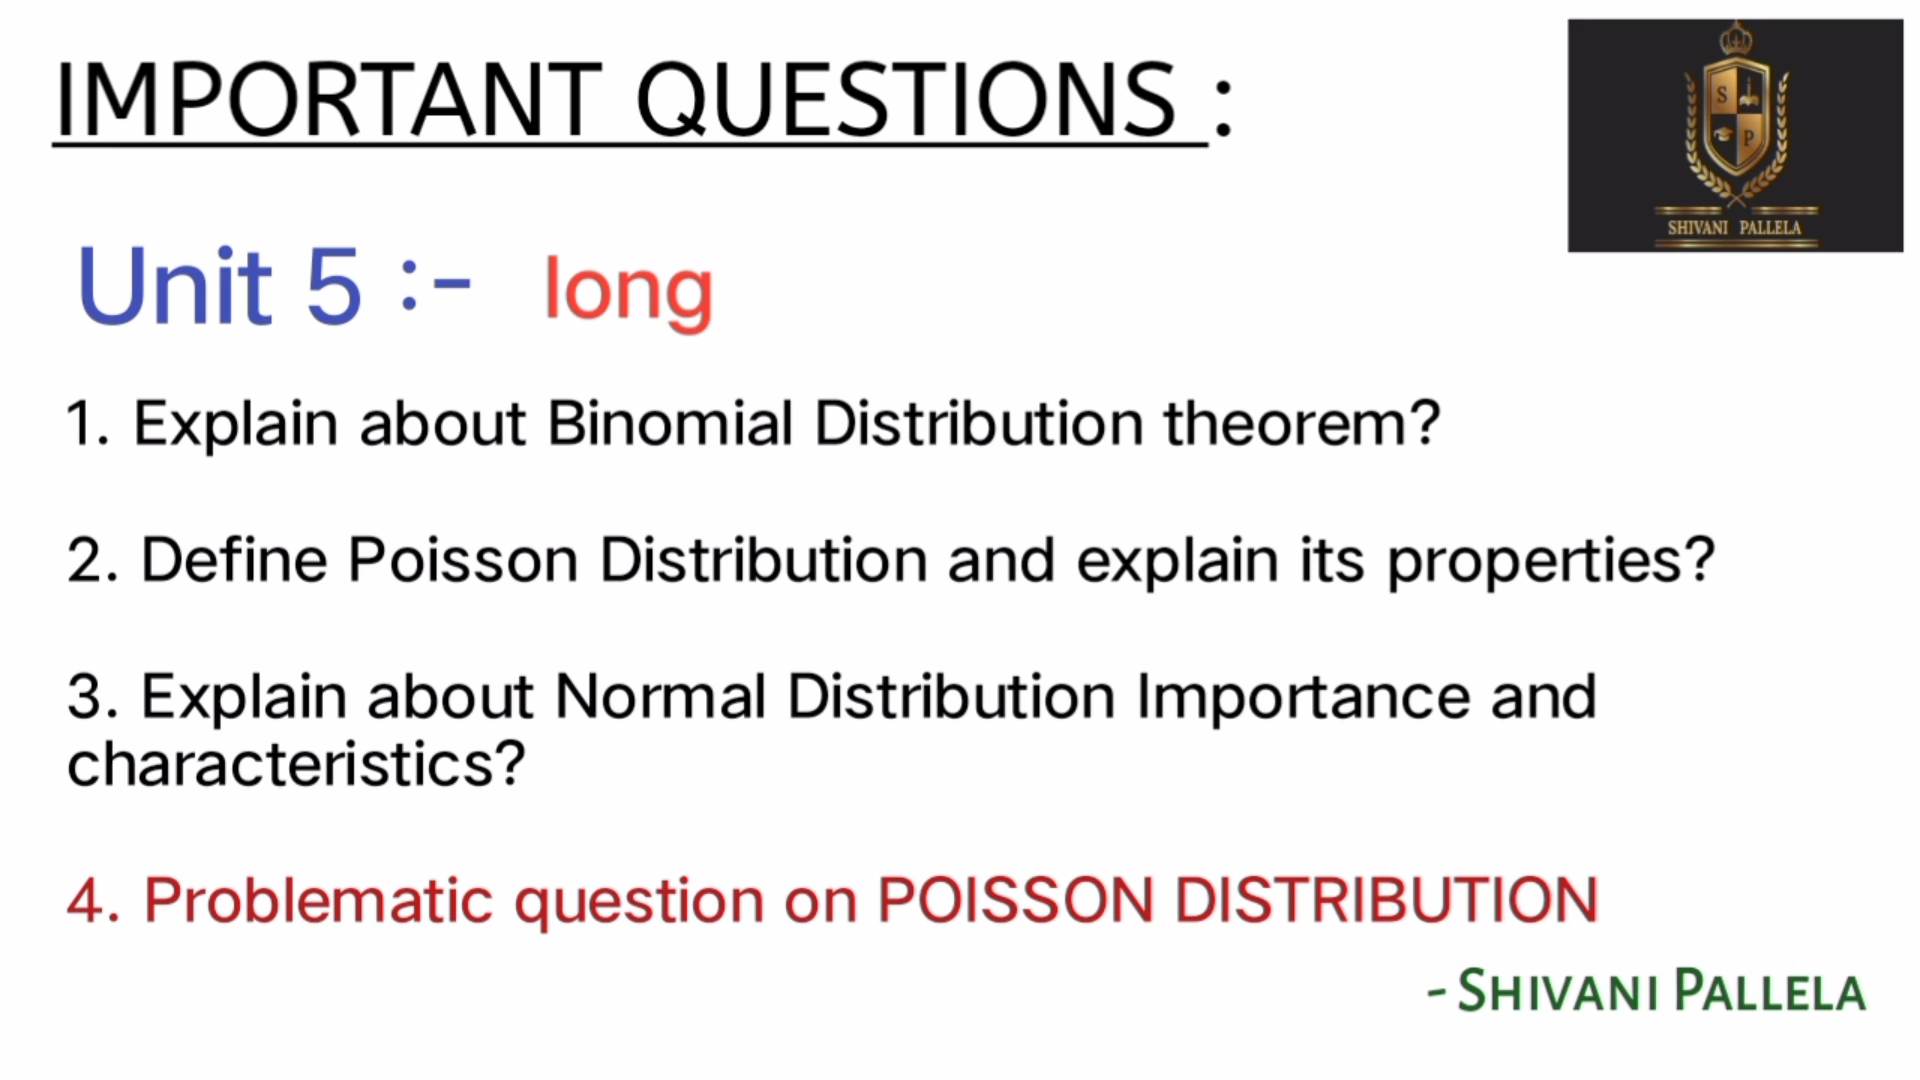 IMPORTANT QUESTIONS :
S
P
SHIVANI PALLELA
Unit 5 :- long
1. Explain about Binomial Distribution theorem?
2. Define Poisson Distribution and explain its properties?
3. Explain about Normal Distribution Importance and
characteristics?
4. Problematic question on POISSON DISTRIBUTION
- SHIVANI PALLELA